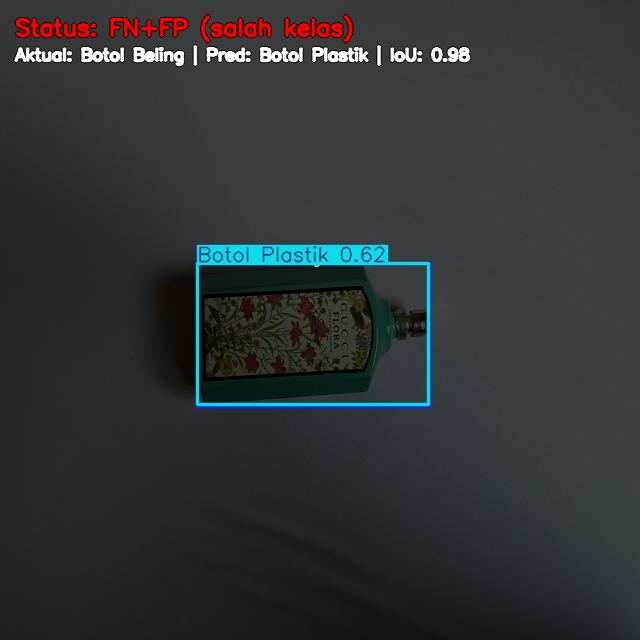 Status: FN+FP (salah kelas)
Aktual: Botol Beling | Pred: Botol Plastik | IoU: 0.98
Botol Plastik 0.62
GUCCI
FLORA